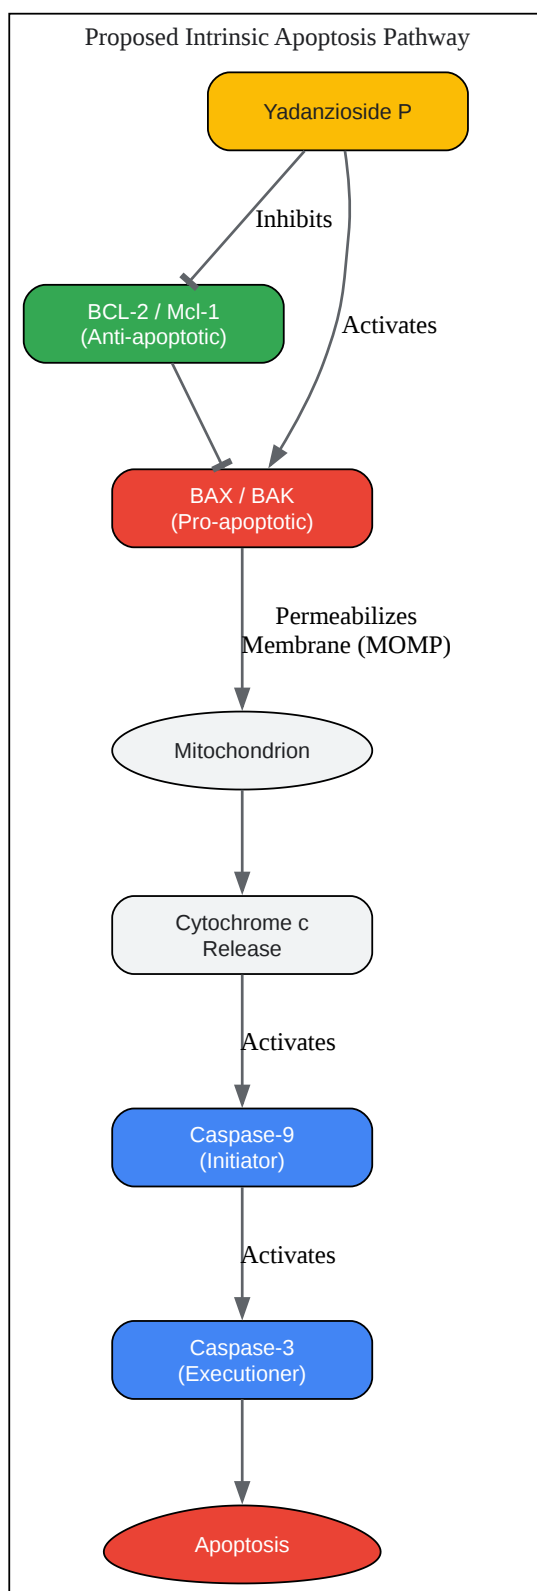 Proposed Intrinsic Apoptosis Pathway
Yadanzioside P
Inhibits
BCL-2 / Mcl-1
(Anti-apoptotic)
Activates
BAX / BAK
(Pro-apoptotic)
Permeabilizes
Membrane (MOMP)
Mitochondrion
Cytochrome c
Release
Activates
Caspase-9
(Initiator)
Activates
Caspase-3
(Executioner)
Apoptosis